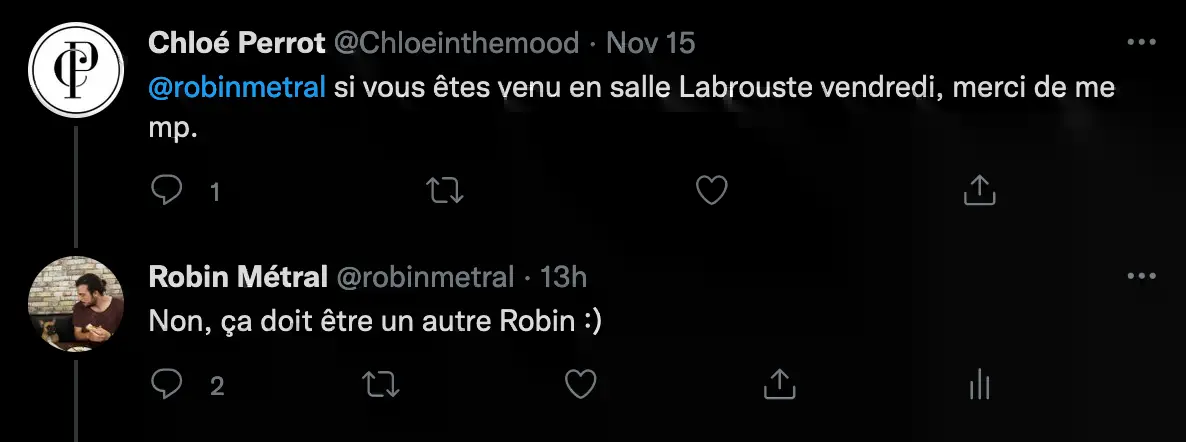 Chloé Perrot @Chloeinthemood · Nov 15
@robinmetral si vous êtes venu en salle Labrouste vendredi, merci de me
mp.
1
Robin Métral @robinmetral · 13h
Non, ça doit être un autre Robin :)
2